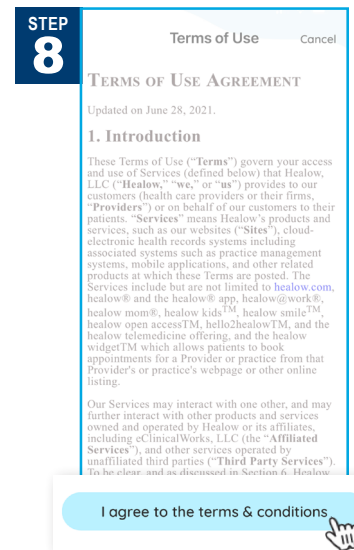 STEP
8
Terms of Use
Cancel
TERMS OF USE AGREEMENT
Updated on June 28, 2021.
1. Introduction
These Terms of Use (“Terms”) govern your access
and use of Services (defined below) that Healow,
LLC (“Healow,” “we,” or “us”) provides to our
customers (health care providers or their firms,
“Providers”) or on behalf of our customers to their
patients. “Services” means Healow’s products and
services, such as our websites (“Sites”), cloud-
electronic health records systems including
associated systems such as practice management
systems, mobile applications, and other related
products at which these Terms are posted. The
Services include but are not limited to healow.com,
healow® and the healow® app, healow@work®,
healow mom®, healow kidsTM, healow smileTM,
healow open accessTM, hello2healowTM, and the
healow telemedicine offering, and the healow
widgetTM which allows patients to book
appointments for a Provider or practice from that
Provider's or practice's webpage or other online
listing.
Our Services may interact with one other, and may
further interact with other products and services
owned and operated by Healow or its affiliates,
including eClinicalWorks, LLC (the “Affiliated
Services”), and other services operated by
unaffiliated third parties (“Third Party Services”).
To be clear, and as discussed in Section 6, Healow
I agree to the terms & conditions